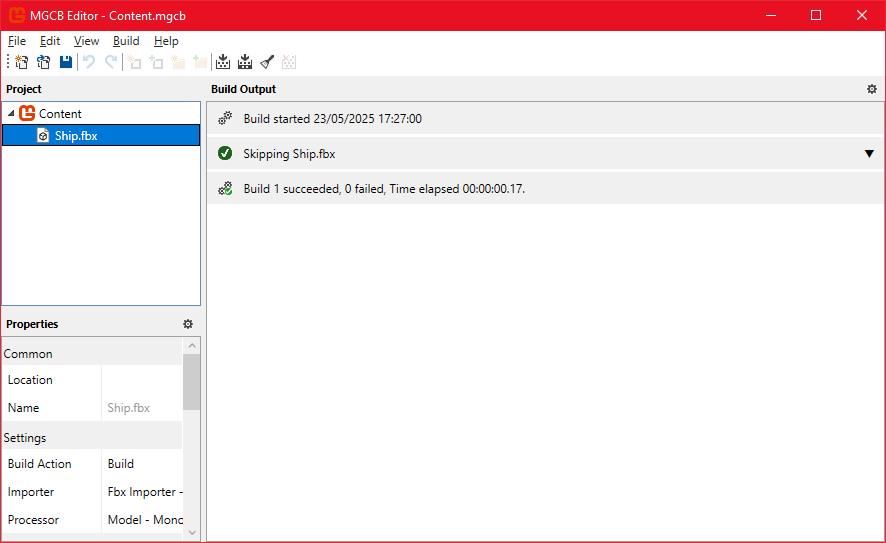 MGCB Editor - Content.mgcb
File Edit View Build Help
Project
Content
Ship.fbx
Properties
Common
Location
Name Ship.fbx
Settings
Build Action Build
Importer Fbx Importer -
Processor Model - Mono
Build Output
Build started 23/05/2025 17:27:00
Skipping Ship.fbx
Build 1 succeeded, 0 failed, Time elapsed 00:00:00.17.